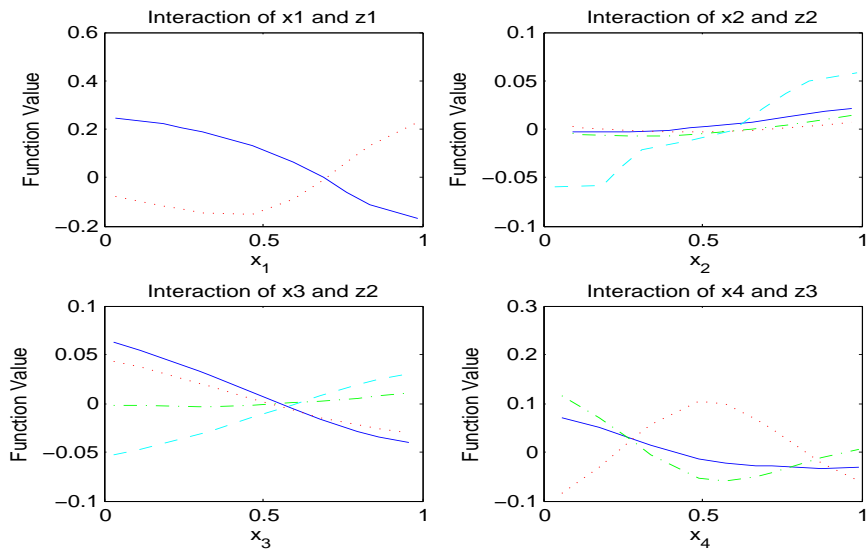 Interaction of x1 and z1
0.6
0.4
0.2
0
−0.2
Function Value
0
0.5
1
x1
Interaction of x2 and z2
0.1
0.05
0
−0.05
−0.1
Function Value
0
0.5
1
x2
Interaction of x3 and z2
0.1
0.05
0
−0.05
−0.1
Function Value
0
0.5
1
x3
Interaction of x4 and z3
0.3
0.2
0.1
0
−0.1
Function Value
0
0.5
1
x4